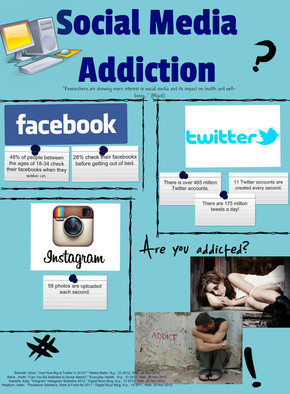 Social Media
Addiction
"Researchers are showing more interest in social media and its impact on health and well-
being..." (Black)
?
facebook
twitter
48% of people between
the ages of 18-34 check
their facebooks when they
wake up
28% check their facebooks
before getting out of bed.
There is over 465 million
Twitter accounts.
11 Twitter accounts are
created every second.
There are 175 million
tweets a day!
Instagram
58 photos are uploaded
each second.
Are you addicted?
ADDICT
!